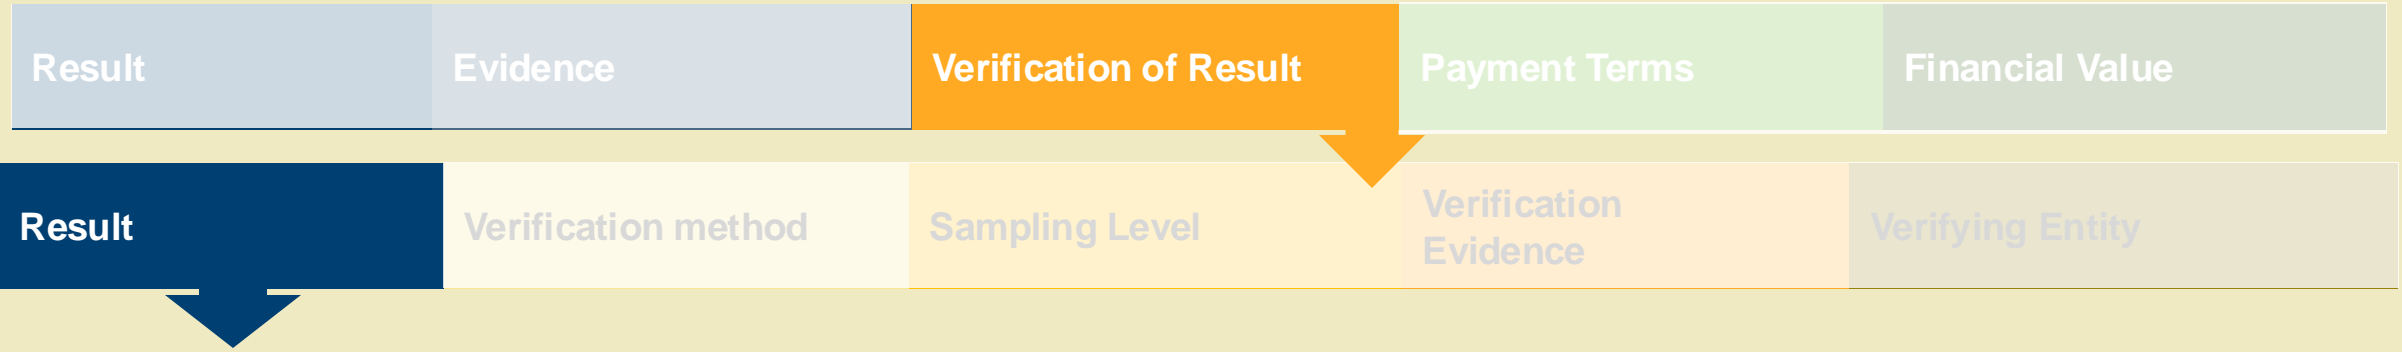 Result
Evidence
Verification of Result
Payment Terms
Financial Value
Result
Verification method
Sampling Level
Verification
Evidence
Verifying Entity